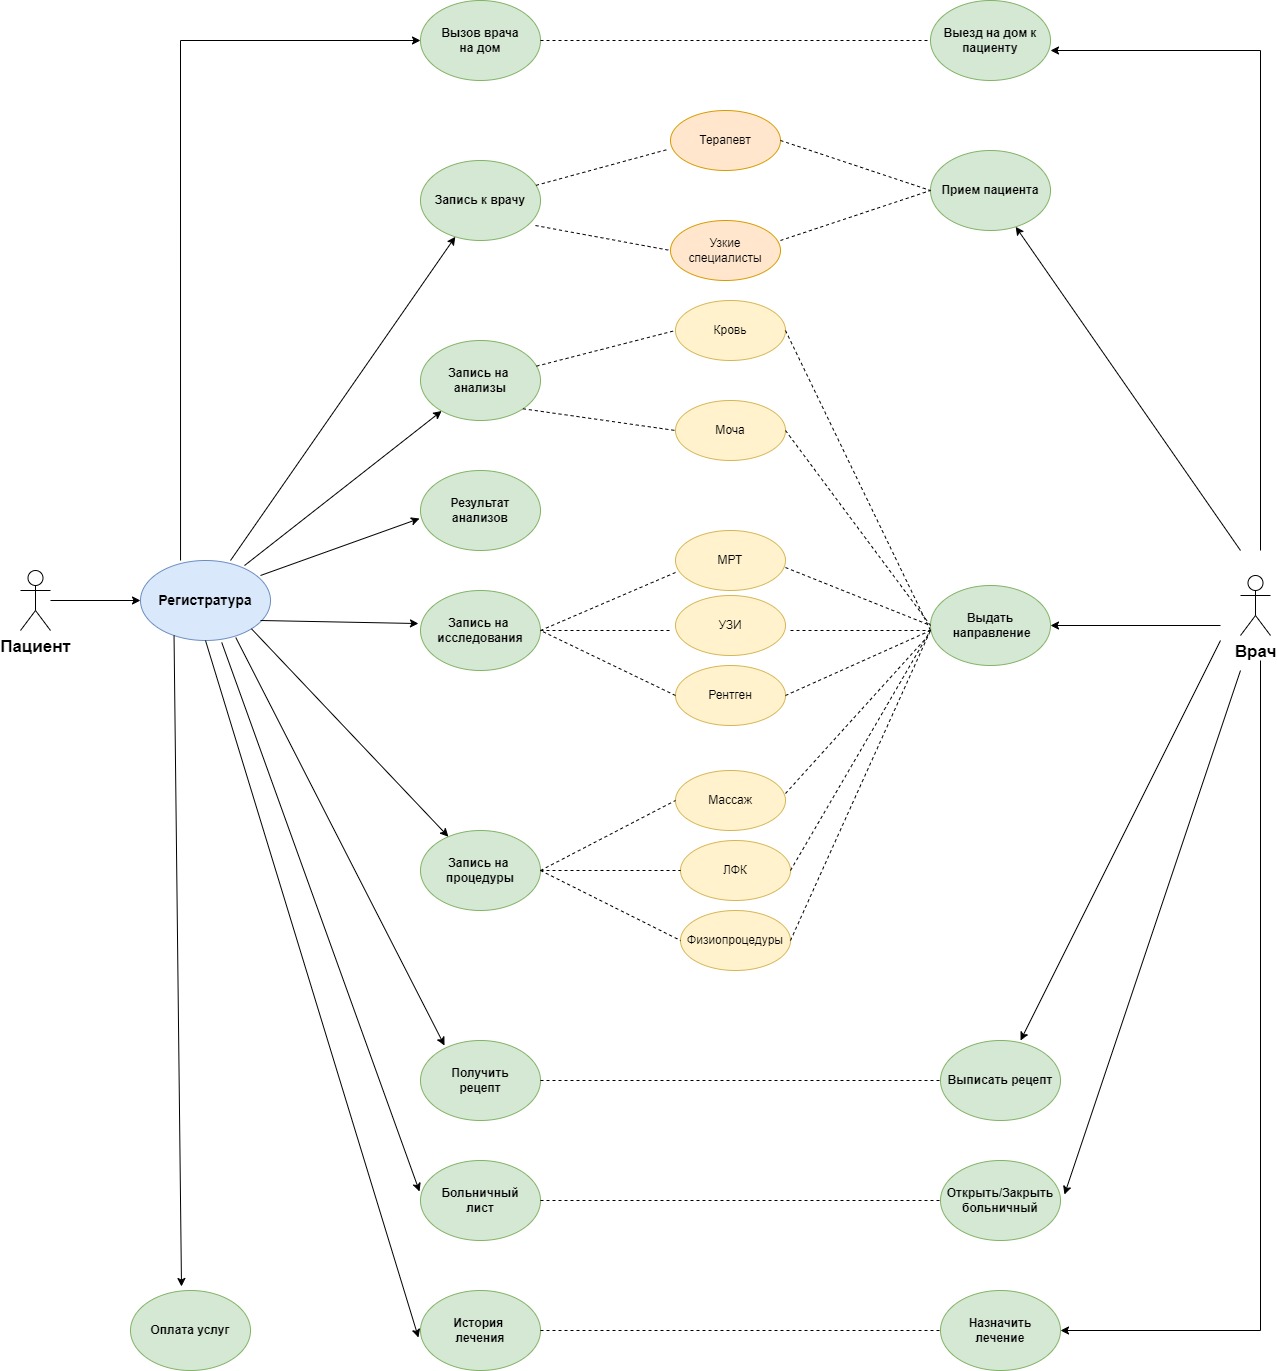 Вызов врача
на дом
Выезд на дом к
пациенту
Терапевт
Запись к врачу
Прием пациента
Узкие
специалисты
Кровь
Запись на
анализы
Моча
Результат
анализов
МРТ
Регистратура
Пациент
Запись на
исследования
УЗИ
Выдать
направление
Врач
Рентген
Массаж
Запись на
процедуры
ЛФК
Физиопроцедуры
Получить
рецепт
Выписать рецепт
Больничный
лист
Открыть/Закрыть
больничный
Оплата услуг
История
лечения
Назначить
лечение